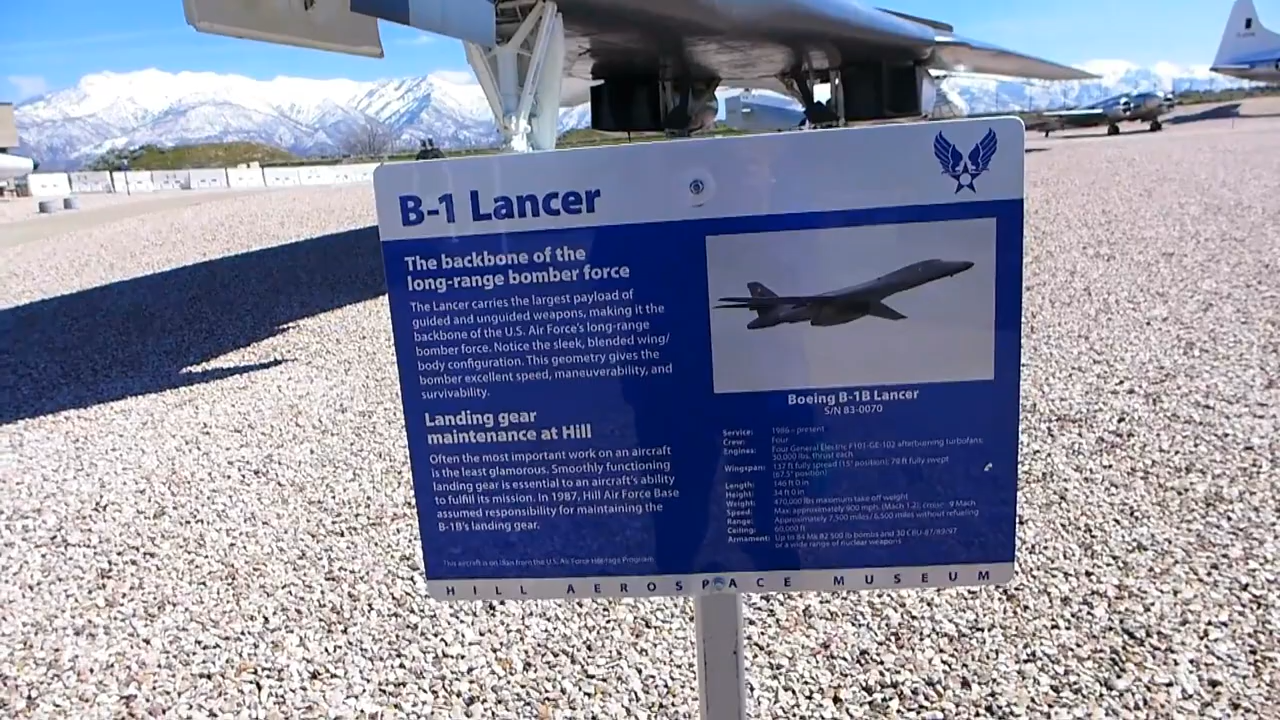 B-1 Lancer
The backbone of the
long-range bomber force
The Lancer carries the largest payload of
guided and unguided weapons, making it the
backbone of the U.S. Air Force's long-range
bomber force. Notice the sleek, blended wing/
body configuration. This geometry gives the
bomber excellent speed, maneuverability, and
survivability.
Landing gear
maintenance at Hill
Often the most important work on an aircraft
is the least glamorous. Smoothly functioning
landing gear is essential to an aircraft's ability
to fulfill its mission. In 1987, Hill Air Force Base
assumed responsibility for maintaining the
B-1B's landing gear.
This aircraft is on loan from the U.S. Air Force Heritage Program
Boeing B-1B Lancer
S/N 83-0070
Service: 1986 – present
Crew: Four
Engines: Four General Electric F101-GE-102 afterburning turbofans;
30,000 lbs. thrust each
Wingspan: 137 ft fully spread (15° position); 78 ft fully swept
(67.5° position)
Length: 146 ft 0 in
Height: 34 ft 0 in
Weight: 470,000 lbs maximum take off weight
Speed: Max: approximately 900 mph. (Mach 1.2); cruise: .9 Mach
Range: Approximately 7,500 miles / 6,500 miles without refueling
Ceiling: 60,000 ft
Armament: Up to 84 Mk 82 500 lb bombs and 30 CBU-87/89/97
or a wide range of nuclear weapons
HILL AEROSPACE MUSEUM